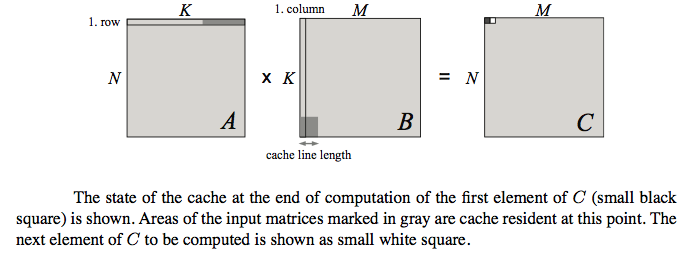 K
1. column
M
M
1. row
N
x
K
=
N
A
B
C
cache line length
The state of the cache at the end of computation of the first element of C (small black
square) is shown. Areas of the input matrices marked in gray are cache resident at this point. The
next element of C to be computed is shown as small white square.